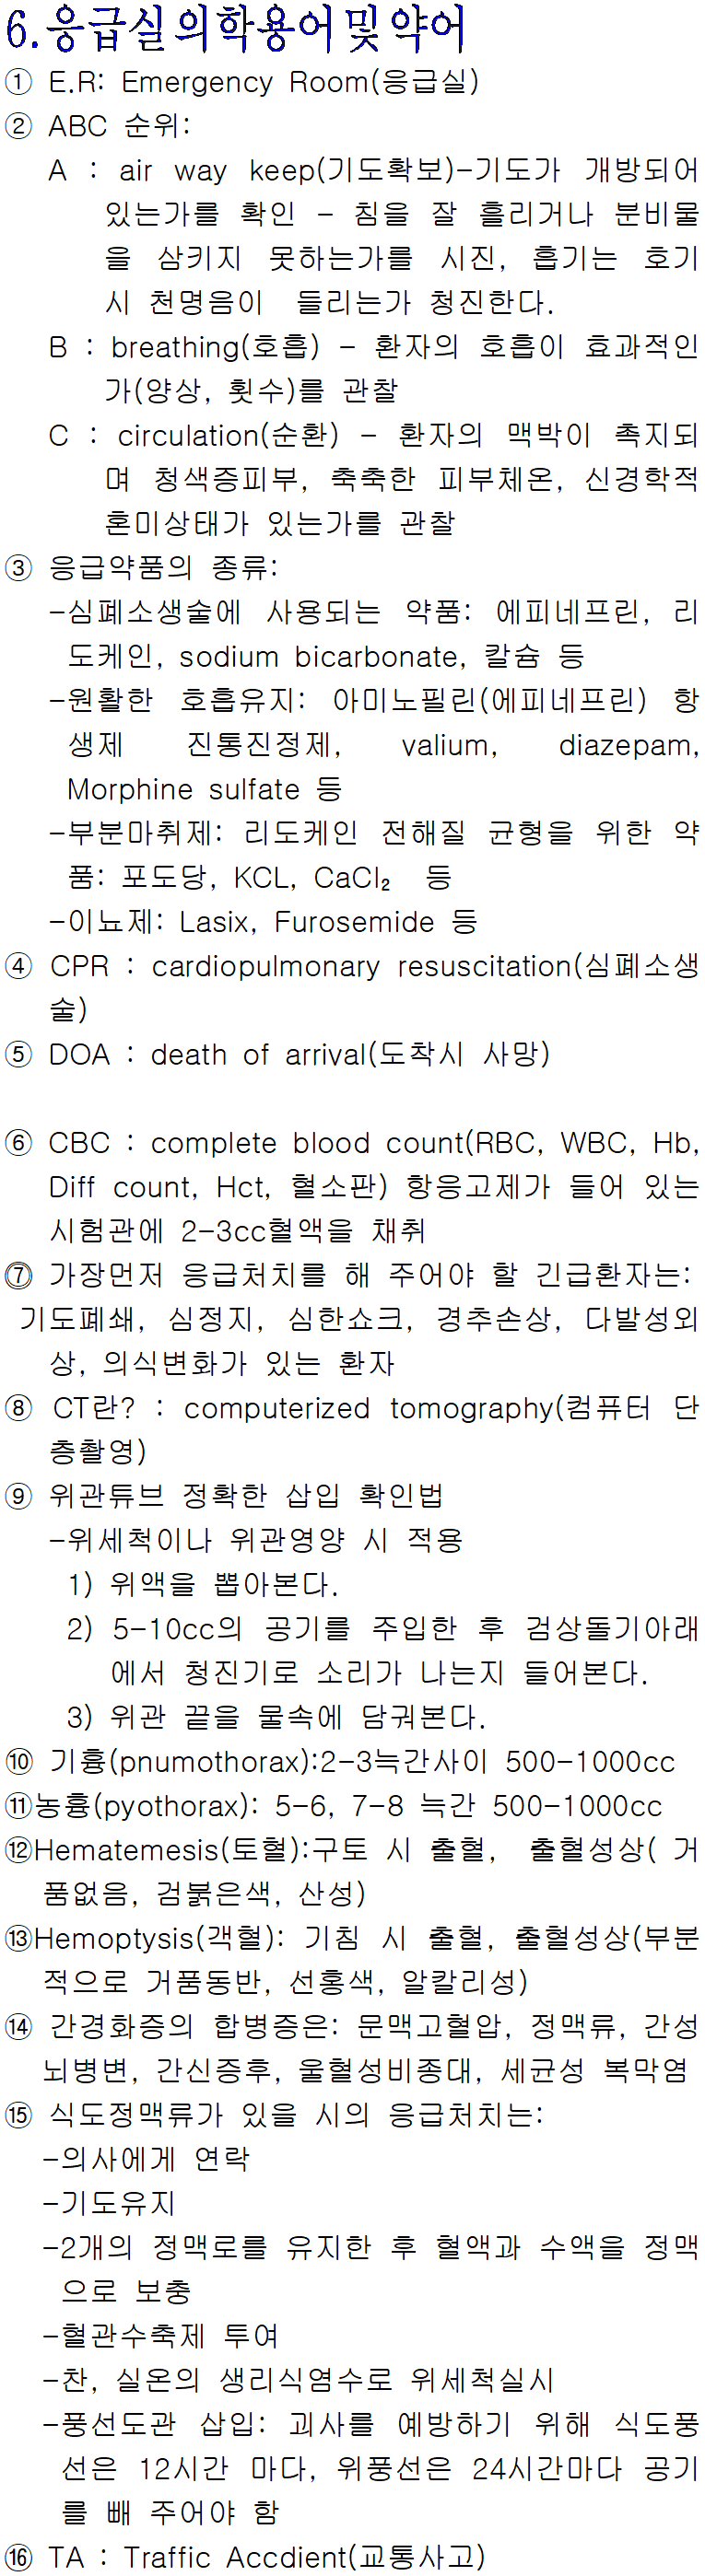 6.응급실의학용어및약어
① E.R: Emergency Room(응급실)
② ABC 순위:
A : air way keep(기도확보)-기도가 개방되어
있는가를 확인 - 침을 잘 흘리거나 분비물
을 삼키지 못하는가를 시진, 흡기는 호기
시 천명음이 들리는가 청진한다.
B : breathing(호흡) - 환자의 호흡이 효과적인
가(양상, 횟수)를 관찰
C : circulation(순환) - 환자의 맥박이 촉지되
며 청색증피부, 축축한 피부체온, 신경학적
혼미상태가 있는가를 관찰
③ 응급약품의 종류:
-심폐소생술에 사용되는 약품: 에피네프린, 리
도케인, sodium bicarbonate, 칼슘 등
-원활한 호흡유지: 아미노필린(에피네프린) 항
생제 진통진정제, valium, diazepam,
Morphine sulfate 등
-부분마취제: 리도케인 전해질 균형을 위한 약
품: 포도당, KCL, CaCl₂ 등
-이뇨제: Lasix, Furosemide 등
④ CPR : cardiopulmonary resuscitation(심폐소생
술)
⑤ DOA : death of arrival(도착시 사망)
⑥ CBC : complete blood count(RBC, WBC, Hb,
Diff count, Hct, 혈소판) 항응고제가 들어 있는
시험관에 2-3cc혈액을 채취
⑦ 가장먼저 응급처치를 해 주어야 할 긴급환자는:
기도폐쇄, 심정지, 심한쇼크, 경추손상, 다발성외
상, 의식변화가 있는 환자
⑧ CT란? : computerized tomography(컴퓨터 단
층촬영)
⑨ 위관튜브 정확한 삽입 확인법
-위세척이나 위관영양 시 적용
1) 위액을 뽑아본다.
2) 5-10cc의 공기를 주입한 후 검상돌기아래
에서 청진기로 소리가 나는지 들어본다.
3) 위관 끝을 물속에 담궈본다.
⑩ 기흉(pnumothorax):2-3늑간사이 500-1000cc
⑪농흉(pyothorax): 5-6, 7-8 늑간 500-1000cc
⑫Hematemesis(토혈):구토 시 출혈, 출혈성상( 거
품없음, 검붉은색, 산성)
⑬Hemoptysis(객혈): 기침 시 출혈, 출혈성상(부분
적으로 거품동반, 선홍색, 알칼리성)
⑭ 간경화증의 합병증은: 문맥고혈압, 정맥류, 간성
뇌병변, 간신증후, 울혈성비종대, 세균성 복막염
⑮ 식도정맥류가 있을 시의 응급처치는:
-의사에게 연락
-기도유지
-2개의 정맥로를 유지한 후 혈액과 수액을 정맥
으로 보충
-혈관수축제 투여
-찬, 실온의 생리식염수로 위세척실시
-풍선도관 삽입: 괴사를 예방하기 위해 식도풍
선은 12시간 마다, 위풍선은 24시간마다 공기
를 빼 주어야 함
⑯ TA : Traffic Accdient(교통사고)